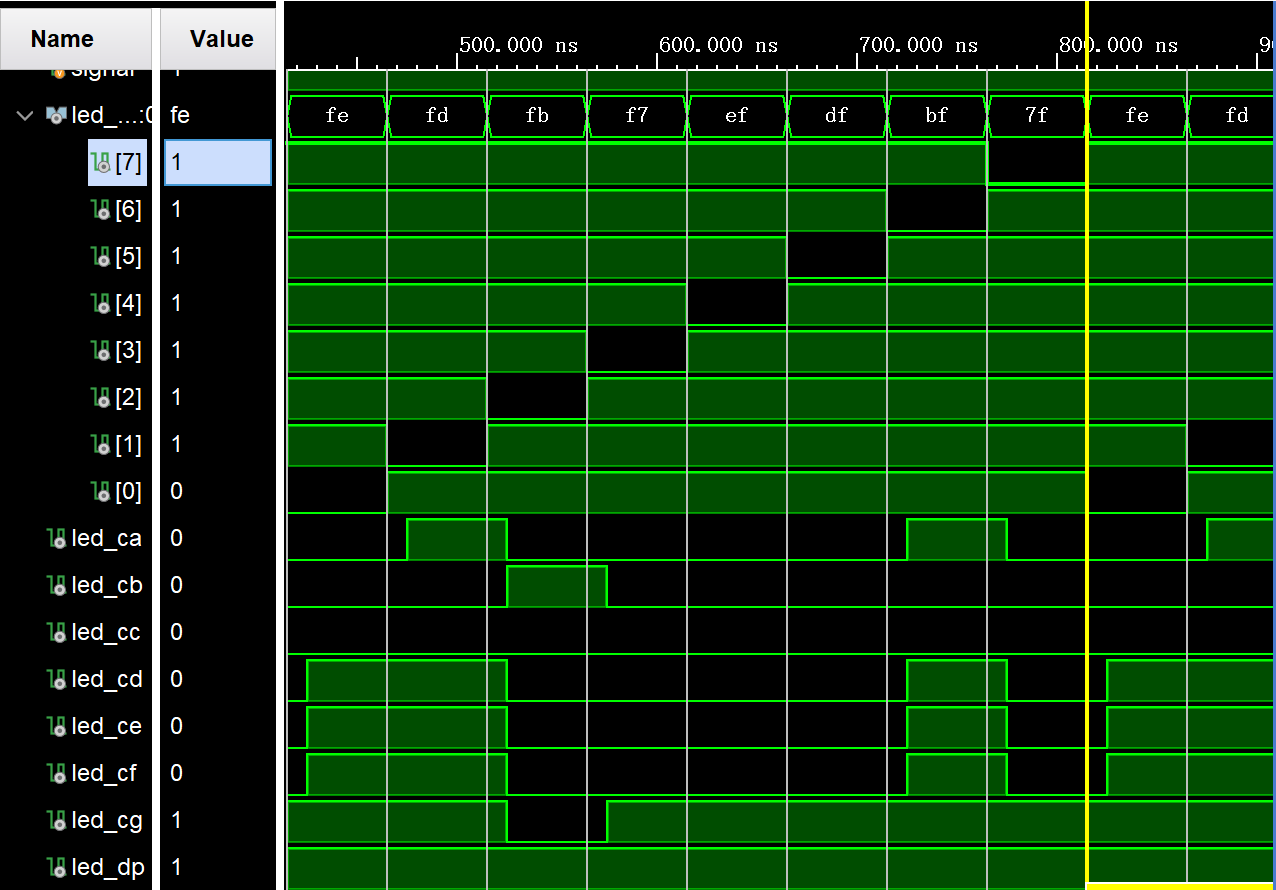 Name Value
500.000 ns 600.000 ns 700.000 ns 800.000 ns
signal 1
led_...:0 fe fe fd fb f7 ef df bf 7f fe fd
[7] 1
[6] 1
[5] 1
[4] 1
[3] 1
[2] 1
[1] 1
[0] 0
led_ca 0
led_cb 0
led_cc 0
led_cd 0
led_ce 0
led_cf 0
led_cg 1
led_dp 1